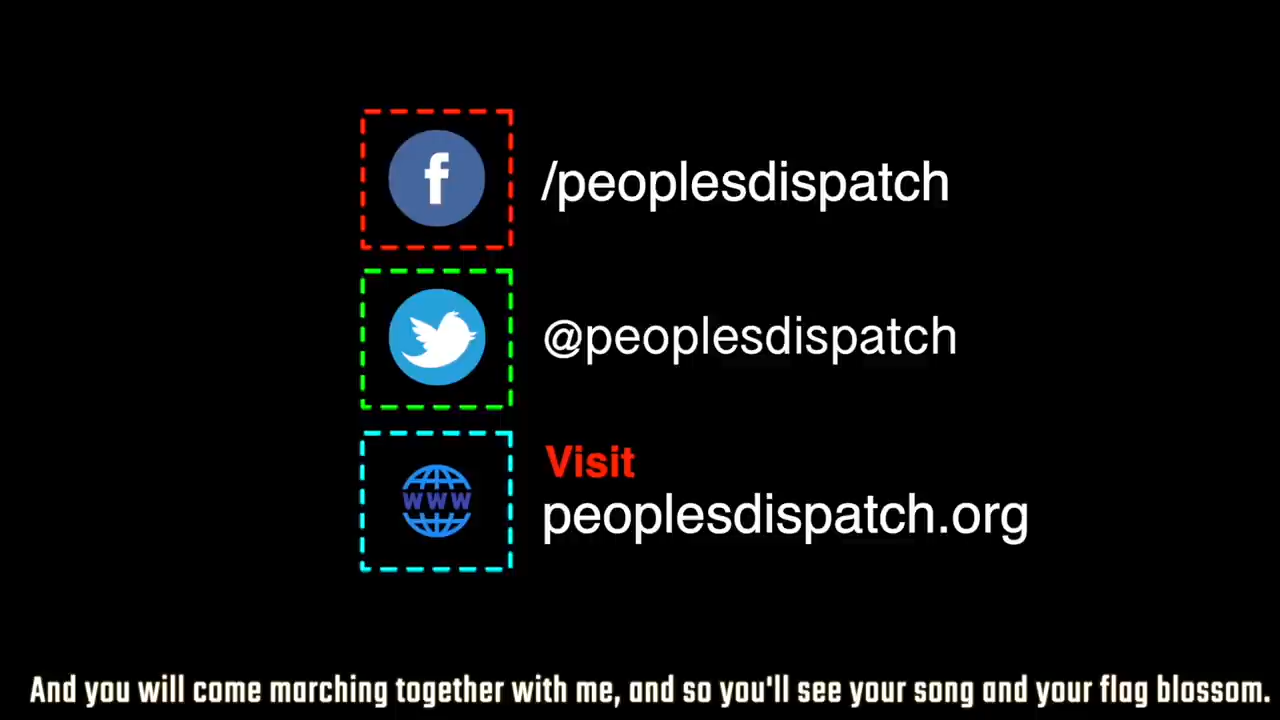 f
/peoplesdispatch
@peoplesdispatch
Visit
www
peoplesdispatch.org
And you will come marching together with me, and so you'll see your song and your flag blossom.